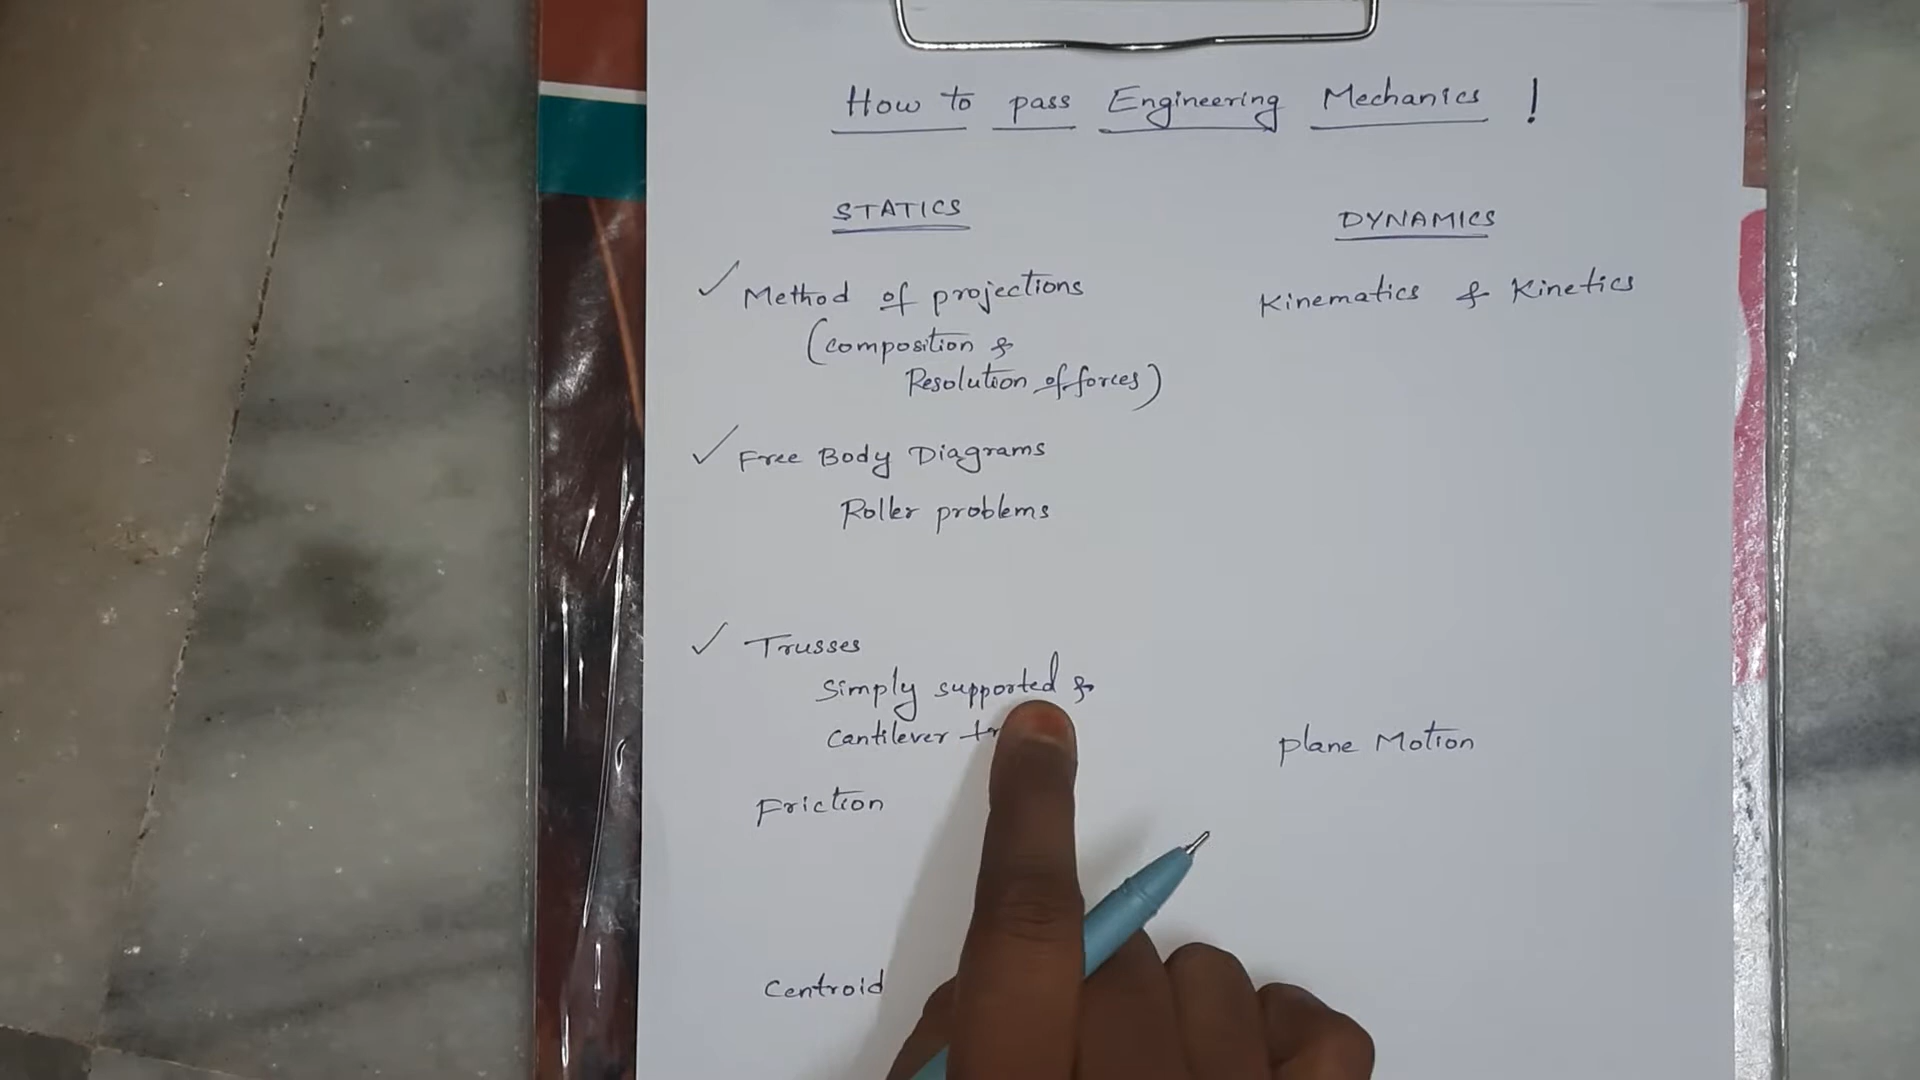 How to pass Engineering Mechanics !
STATICS
✓ Method of projections
(composition &
Resolution of forces)
✓ Free Body Diagrams
Roller problems
✓ Trusses
Simply supported &
cantilever
Friction
Centroid
DYNAMICS
Kinematics & Kinetics
plane Motion